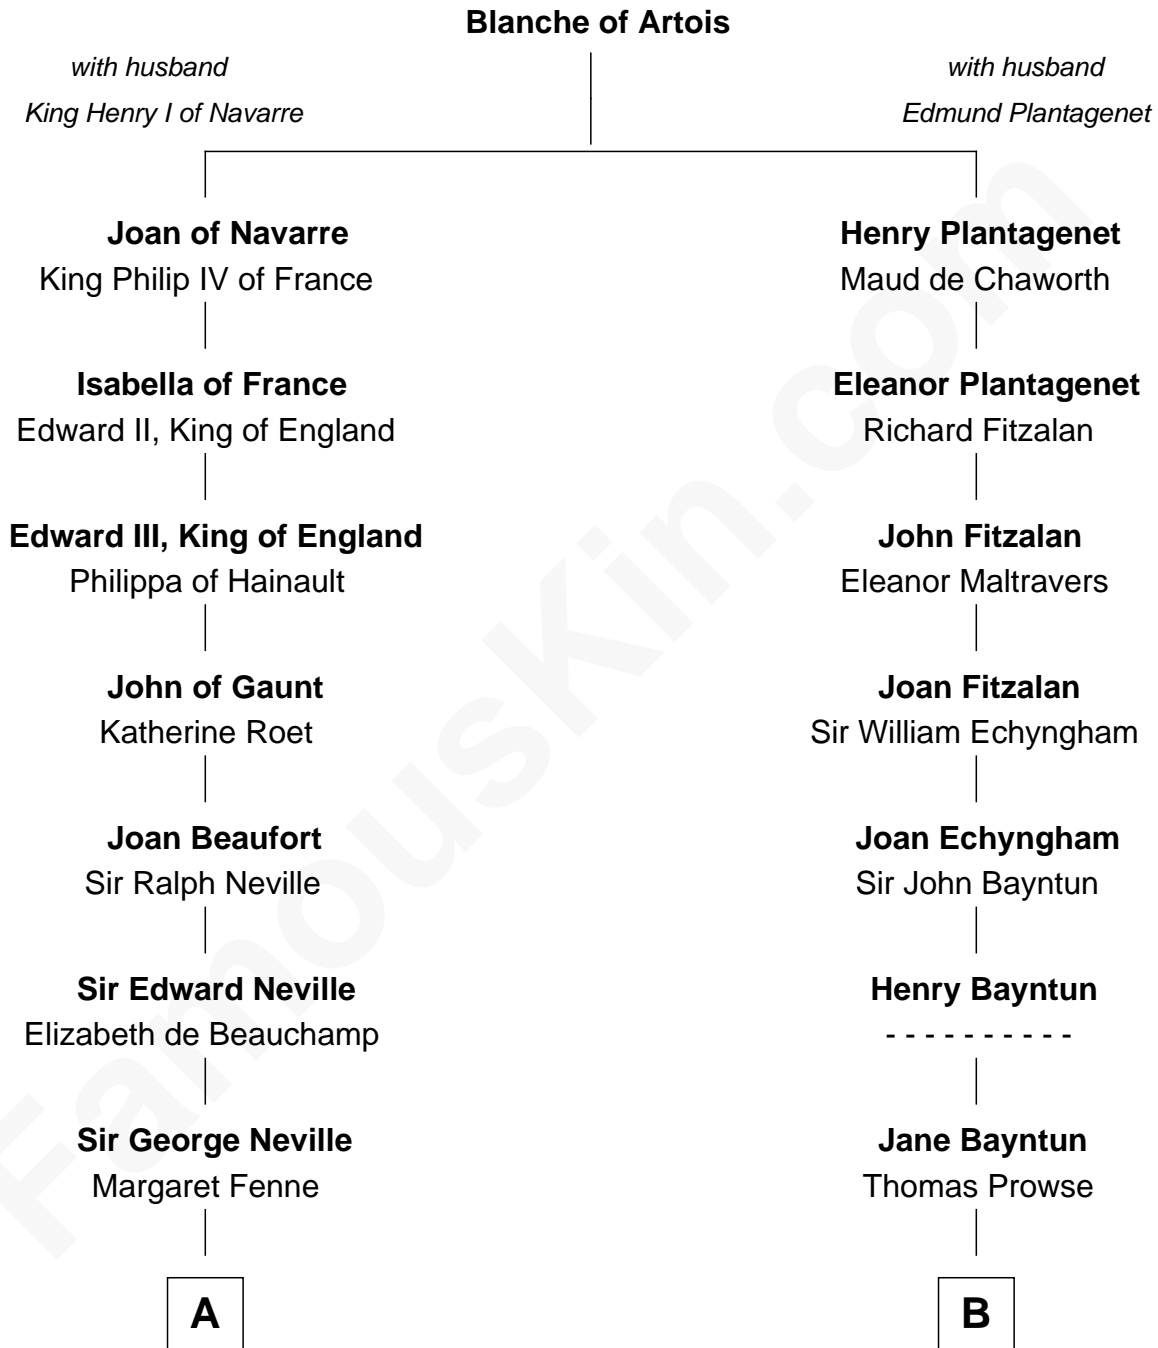 Blanche of Artois
with husband
King Henry I of Navarre
with husband
Edmund Plantagenet
Joan of Navarre
King Philip IV of France
Henry Plantagenet
Maud de Chaworth
Isabella of France
Edward II, King of England
Eleanor Plantagenet
Richard Fitzalan
Edward III, King of England
Philippa of Hainault
John Fitzalan
Eleanor Maltravers
John of Gaunt
Katherine Roet
Joan Fitzalan
Sir William Echyngham
Joan Beaufort
Sir Ralph Neville
Joan Echyngham
Sir John Bayntun
Sir Edward Neville
Elizabeth de Beauchamp
Henry Bayntun
- - - - - - - - - -
Sir George Neville
Margaret Fenne
Jane Bayntun
Thomas Prowse
A
B
FamousKin.com